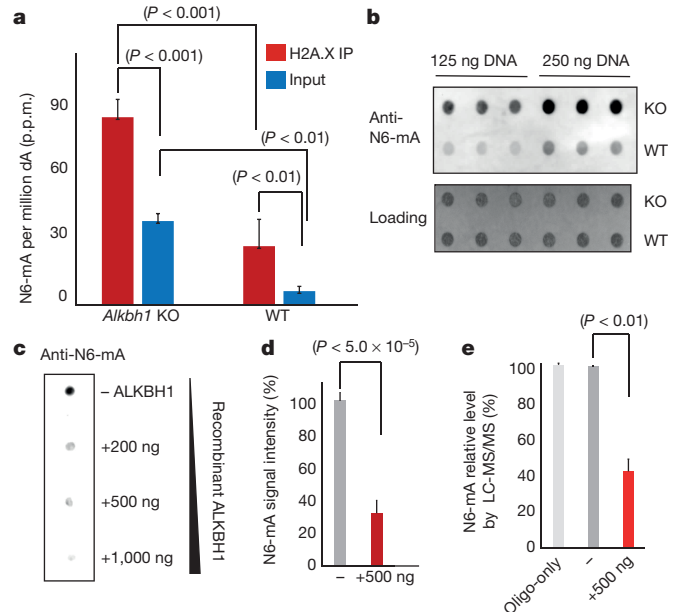 a
(P < 0.001)
(P < 0.001)
H2A.X IP
Input
(P < 0.01)
(P < 0.01)
N6-mA per million dA (p.p.m.)
90
60
30
0
Alkbh1 KO
WT
b
125 ng DNA
250 ng DNA
Anti-
N6-mA
KO
WT
Loading
KO
WT
c
Anti-N6-mA
– ALKBH1
+200 ng
+500 ng
+1,000 ng
Recombinant ALKBH1
d
(P < 5.0 × 10⁻⁵)
N6-mA signal intensity (%)
100
80
60
40
20
0
–
+500 ng
e
(P < 0.01)
N6-mA relative level
by LC-MS/MS (%)
100
80
60
40
20
0
Oligo-only
–
+500 ng